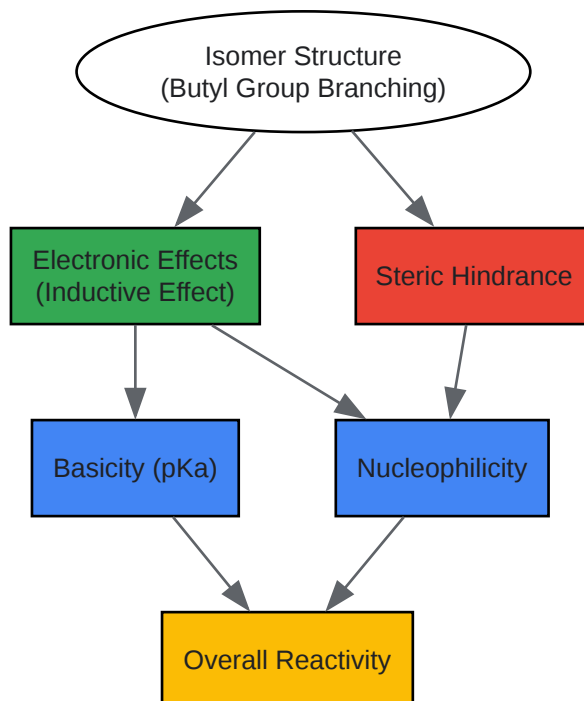 Isomer Structure
(Butyl Group Branching)
Electronic Effects
(Inductive Effect)
Steric Hindrance
Basicity (pKa)
Nucleophilicity
Overall Reactivity